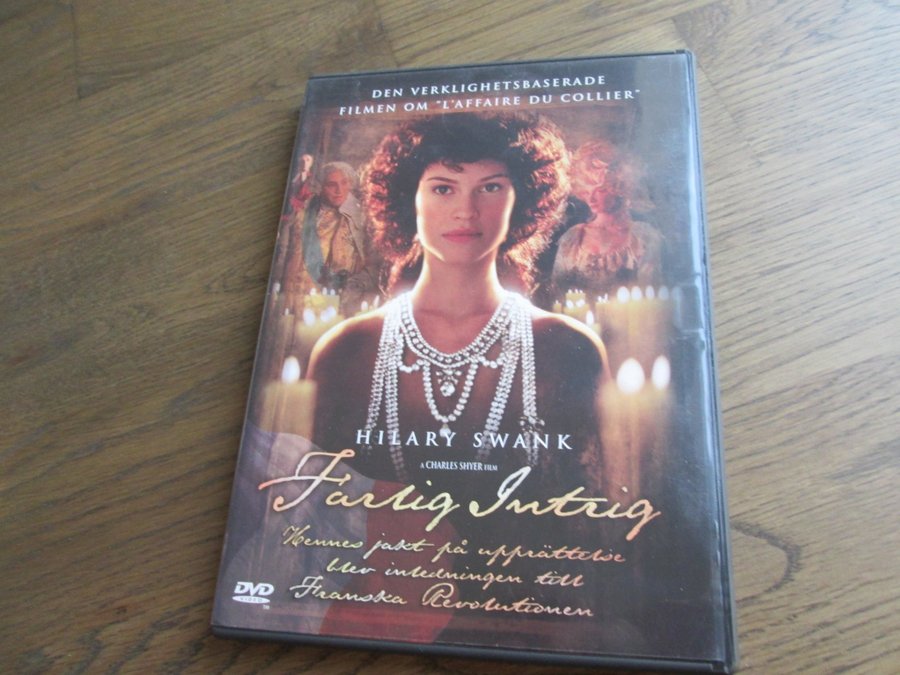 DEN VERKLIGHETSBASERADE
FILMEN OM "L'AFFAIRE DU COLLIER"
HILARY SWANK
A CHARLES SHYER FILM
Farlig Intrig
Hennes jakt på upprättelse
blev inledningen till
Franska Revolutionen
DVD
VIDEO